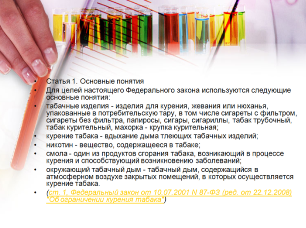 • Статья 1. Основные понятия
• Для целей настоящего Федерального закона используются следующие
основные понятия:
• табачные изделия - изделия для курения, жевания или нюханья,
упакованные в потребительскую тару, в том числе сигареты с фильтром,
сигареты без фильтра, папиросы, сигары, сигариллы, табак трубочный,
табак курительный, махорка - крупка курительная;
• курение табака - вдыхание дыма тлеющих табачных изделий;
• никотин - вещество, содержащееся в табаке;
• смола - один из продуктов сгорания табака, возникающий в процессе
курения и способствующий возникновению заболеваний;
• окружающий табачный дым - табачный дым, содержащийся в
атмосферном воздухе закрытых помещений, в которых осуществляется
курение табака.
• (ст. 1, Федеральный закон от 10.07.2001 N 87-ФЗ (ред. от 22.12.2008)
"Об ограничении курения табака")